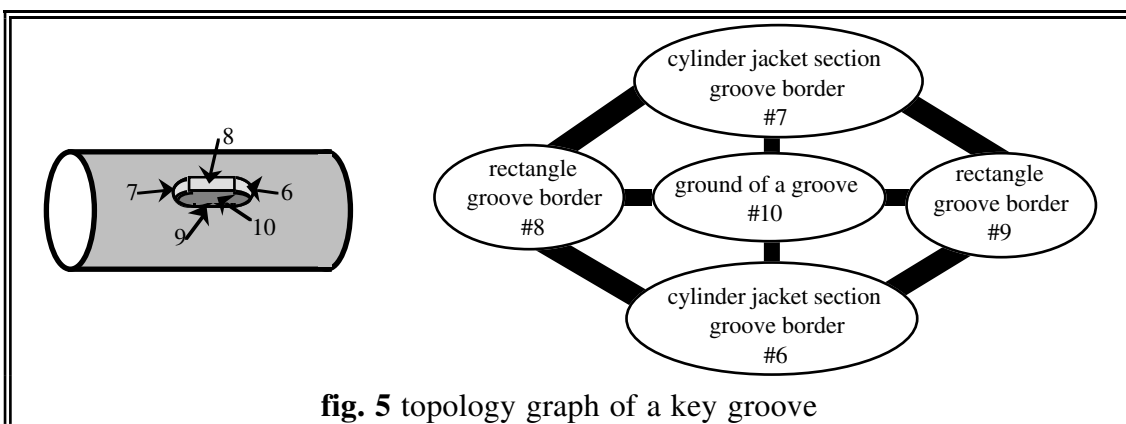 8
7
6
9
10
cylinder jacket section
groove border
#7
rectangle
groove border
#8
ground of a groove
#10
rectangle
groove border
#9
cylinder jacket section
groove border
#6
fig. 5 topology graph of a key groove